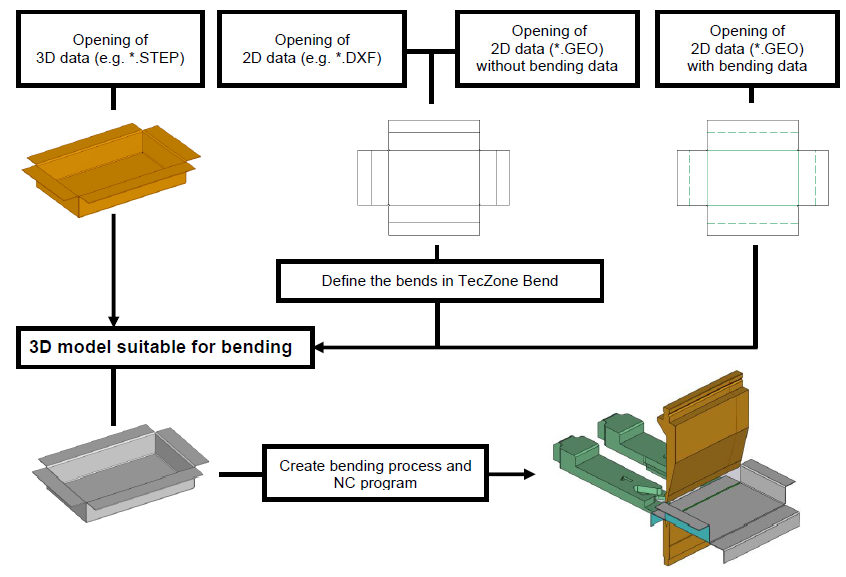 Opening of
3D data (e.g. *.STEP)
Opening of
2D data (e.g. *.DXF)
Opening of
2D data (*.GEO)
without bending data
Opening of
2D data (*.GEO)
with bending data
Define the bends in TecZone Bend
3D model suitable for bending
Create bending process and
NC program